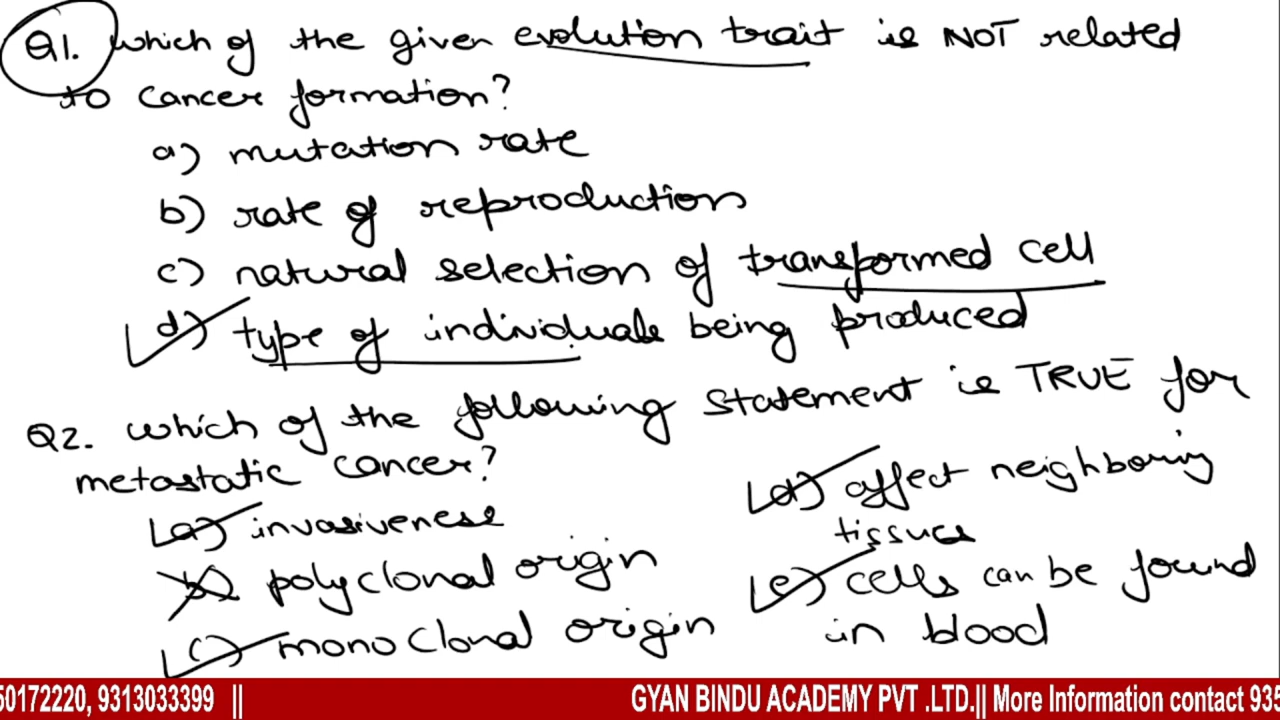 Q1. which of the given evolution trait is NOT related
to cancer formation?
a) mutation rate
b) rate of reproduction
c) natural selection of transformed cell
d) type of individuals being produced
Q2. which of the following statement is TRUE for
metastatic cancer?
a) invasiveness
b) polyclonal origin
c) monoclonal origin
d) affect neighboring
tissues
e) cells can be found
in blood
50172220, 9313033399 || GYAN BINDU ACADEMY PVT .LTD.|| More Information contact 935